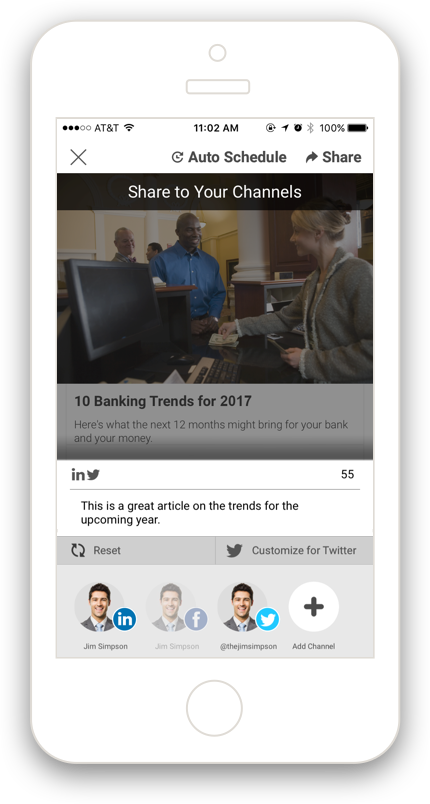 AT&T 11:02 AM 100%
Auto Schedule Share
Share to Your Channels
10 Banking Trends for 2017
Here's what the next 12 months might bring for your bank
and your money.
in 55
This is a great article on the trends for the
upcoming year.
Reset Customize for Twitter
in f
Jim Simpson Jim Simpson @thejimsimpson Add Channel